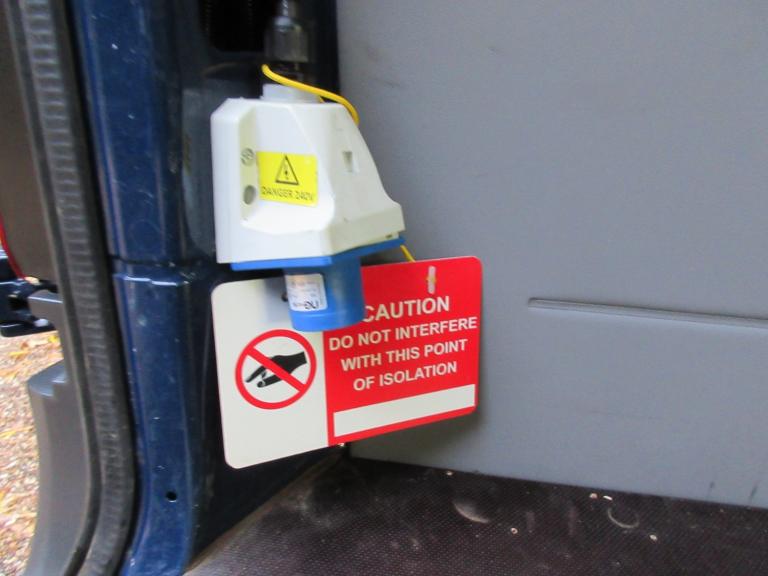 DANGER 240V
CAUTION
DO NOT INTERFERE
WITH THIS POINT
OF ISOLATION